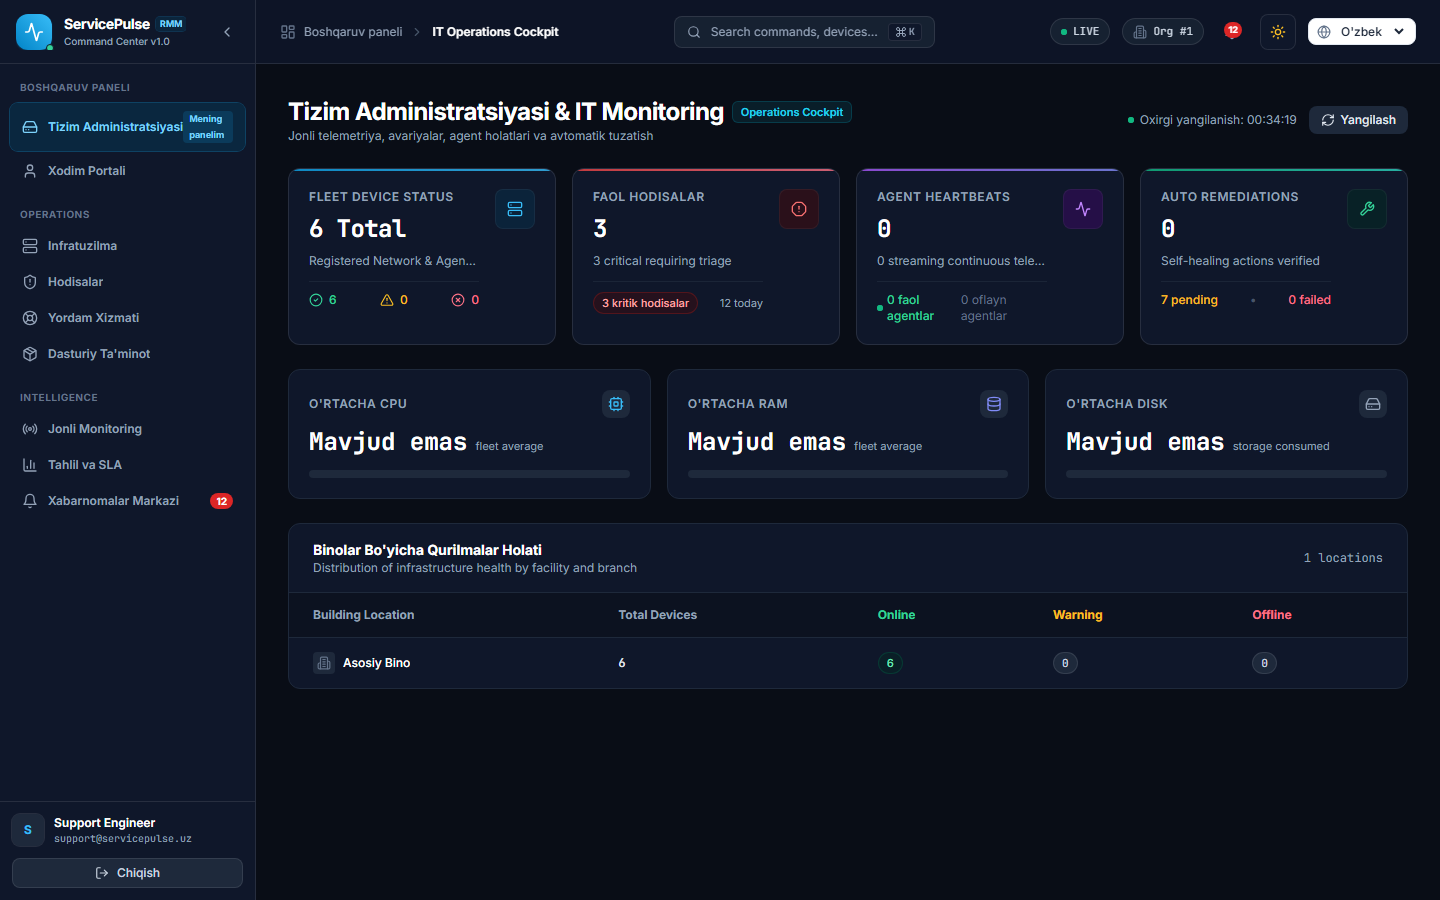 ServicePulse RMM
Command Center v1.0
BOSHQARUV PANELI
Tizim Administratsiyasi Mening panelim
Xodim Portali
OPERATIONS
Infratuzilma
Hodisalar
Yordam Xizmati
Dasturiy Ta'minot
INTELLIGENCE
Jonli Monitoring
Tahlil va SLA
Xabarnomalar Markazi 12
S Support Engineer
support@servicepulse.uz
Chiqish
Boshqaruv paneli > IT Operations Cockpit
Search commands, devices... ⌘K
LIVE
Org #1
12
O'zbek
Tizim Administratsiyasi & IT Monitoring Operations Cockpit
Jonli telemetriya, avariyalar, agent holatlari va avtomatik tuzatish
Oxirgi yangilanish: 00:34:19 Yangilash
FLEET DEVICE STATUS
6 Total
Registered Network & Agen...
6 0 0
FAOL HODISALAR
3
3 critical requiring triage
3 kritik hodisalar 12 today
AGENT HEARTBEATS
0
0 streaming continuous tele...
0 faol agentlar 0 oflayn agentlar
AUTO REMEDIATIONS
0
Self-healing actions verified
7 pending • 0 failed
O'RTACHA CPU
Mavjud emas fleet average
O'RTACHA RAM
Mavjud emas fleet average
O'RTACHA DISK
Mavjud emas storage consumed
Binolar Bo'yicha Qurilmalar Holati
Distribution of infrastructure health by facility and branch
1 locations
Building Location Total Devices Online Warning Offline
Asosiy Bino 6 6 0 0